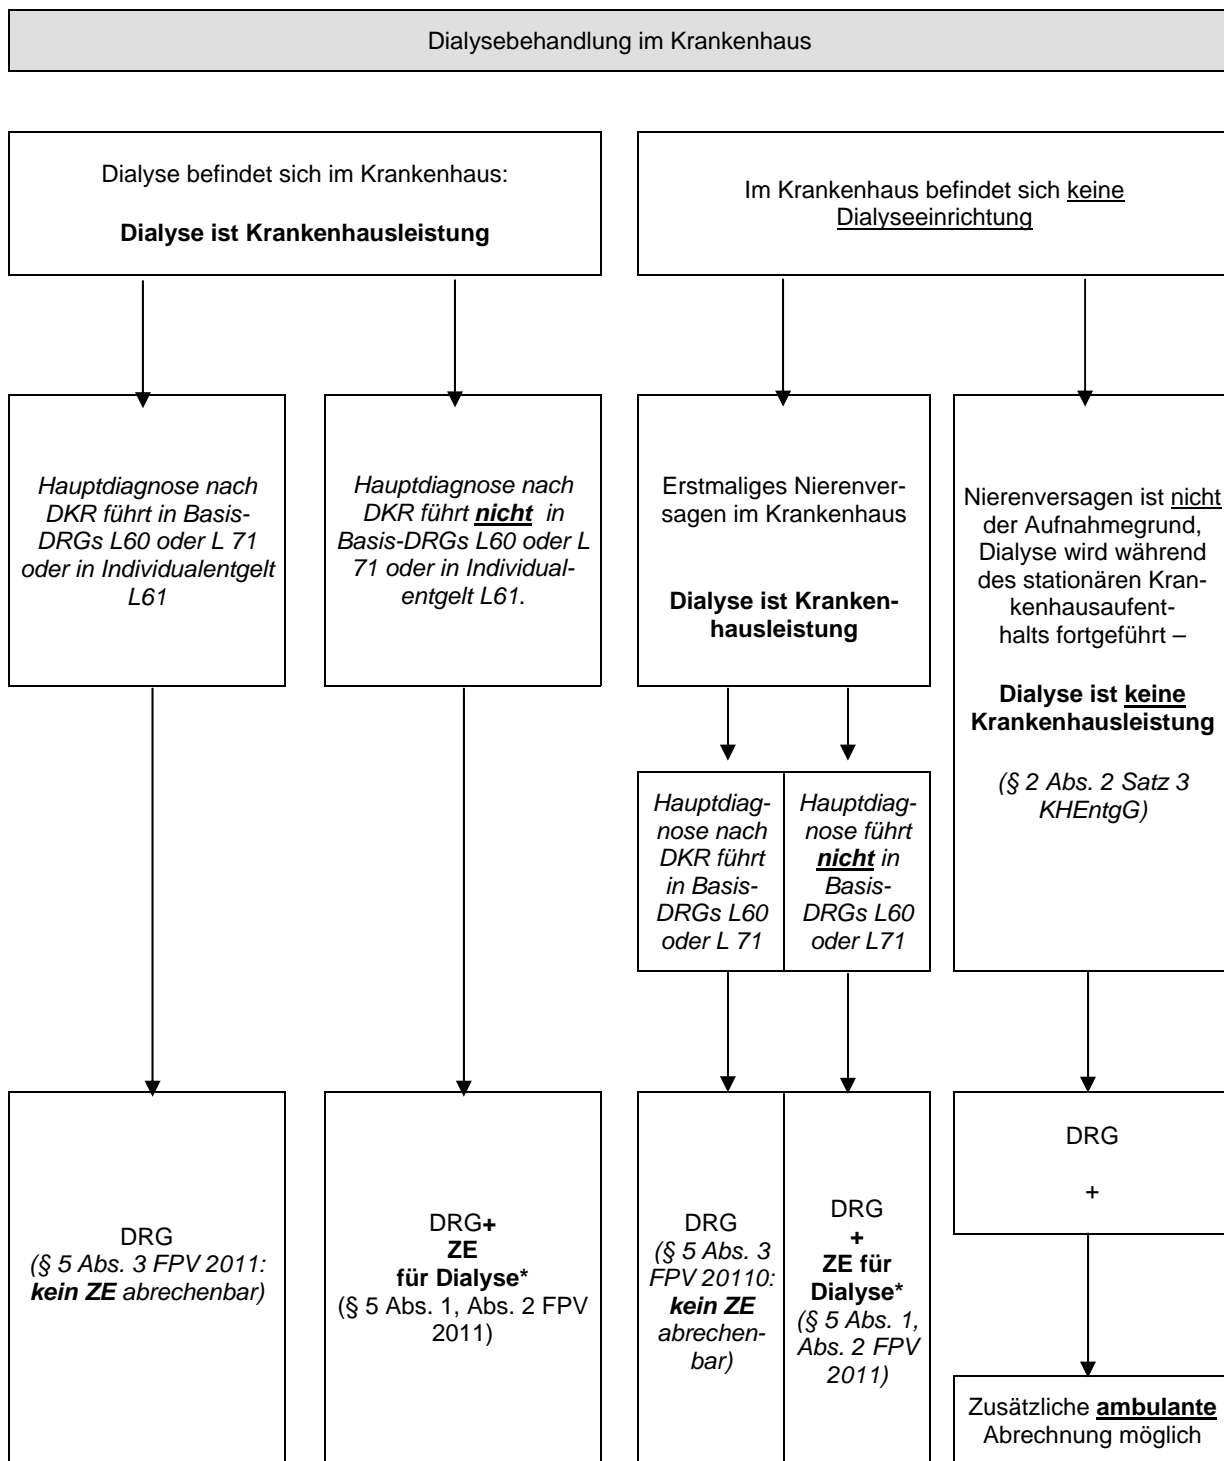 Dialysebehandlung im Krankenhaus
Dialyse befindet sich im Krankenhaus:
Dialyse ist Krankenhausleistung
Im Krankenhaus befindet sich keine
Dialyseeinrichtung
Hauptdiagnose nach
DKR führt in Basis-
DRGs L60 oder L 71
oder in Individualentgelt
L61
Hauptdiagnose nach
DKR führt nicht in
Basis-DRGs L60 oder L
71 oder in Individual-
entgelt L61.
Erstmaliges Nierenver-
sagen im Krankenhaus
Dialyse ist Kranken-
hausleistung
Nierenversagen ist nicht
der Aufnahmegrund,
Dialyse wird während
des stationären Kran-
kenhausaufent-
halts fortgeführt –
Dialyse ist keine
Krankenhausleistung
(§ 2 Abs. 2 Satz 3
KHEntgG)
Hauptdiag-
nose nach
DKR führt
in Basis-
DRGs L60
oder L 71
Hauptdiag-
nose führt
nicht in
Basis-
DRGs L60
oder L71
DRG
(§ 5 Abs. 3 FPV 2011:
kein ZE abrechenbar)
DRG+
ZE
für Dialyse*
(§ 5 Abs. 1, Abs. 2 FPV
2011)
DRG
(§ 5 Abs. 3
FPV 20110:
kein ZE
abrechen-
bar)
DRG
+
ZE für
Dialyse*
(§ 5 Abs. 1,
Abs. 2 FPV
2011)
DRG
+
Zusätzliche ambulante
Abrechnung möglich